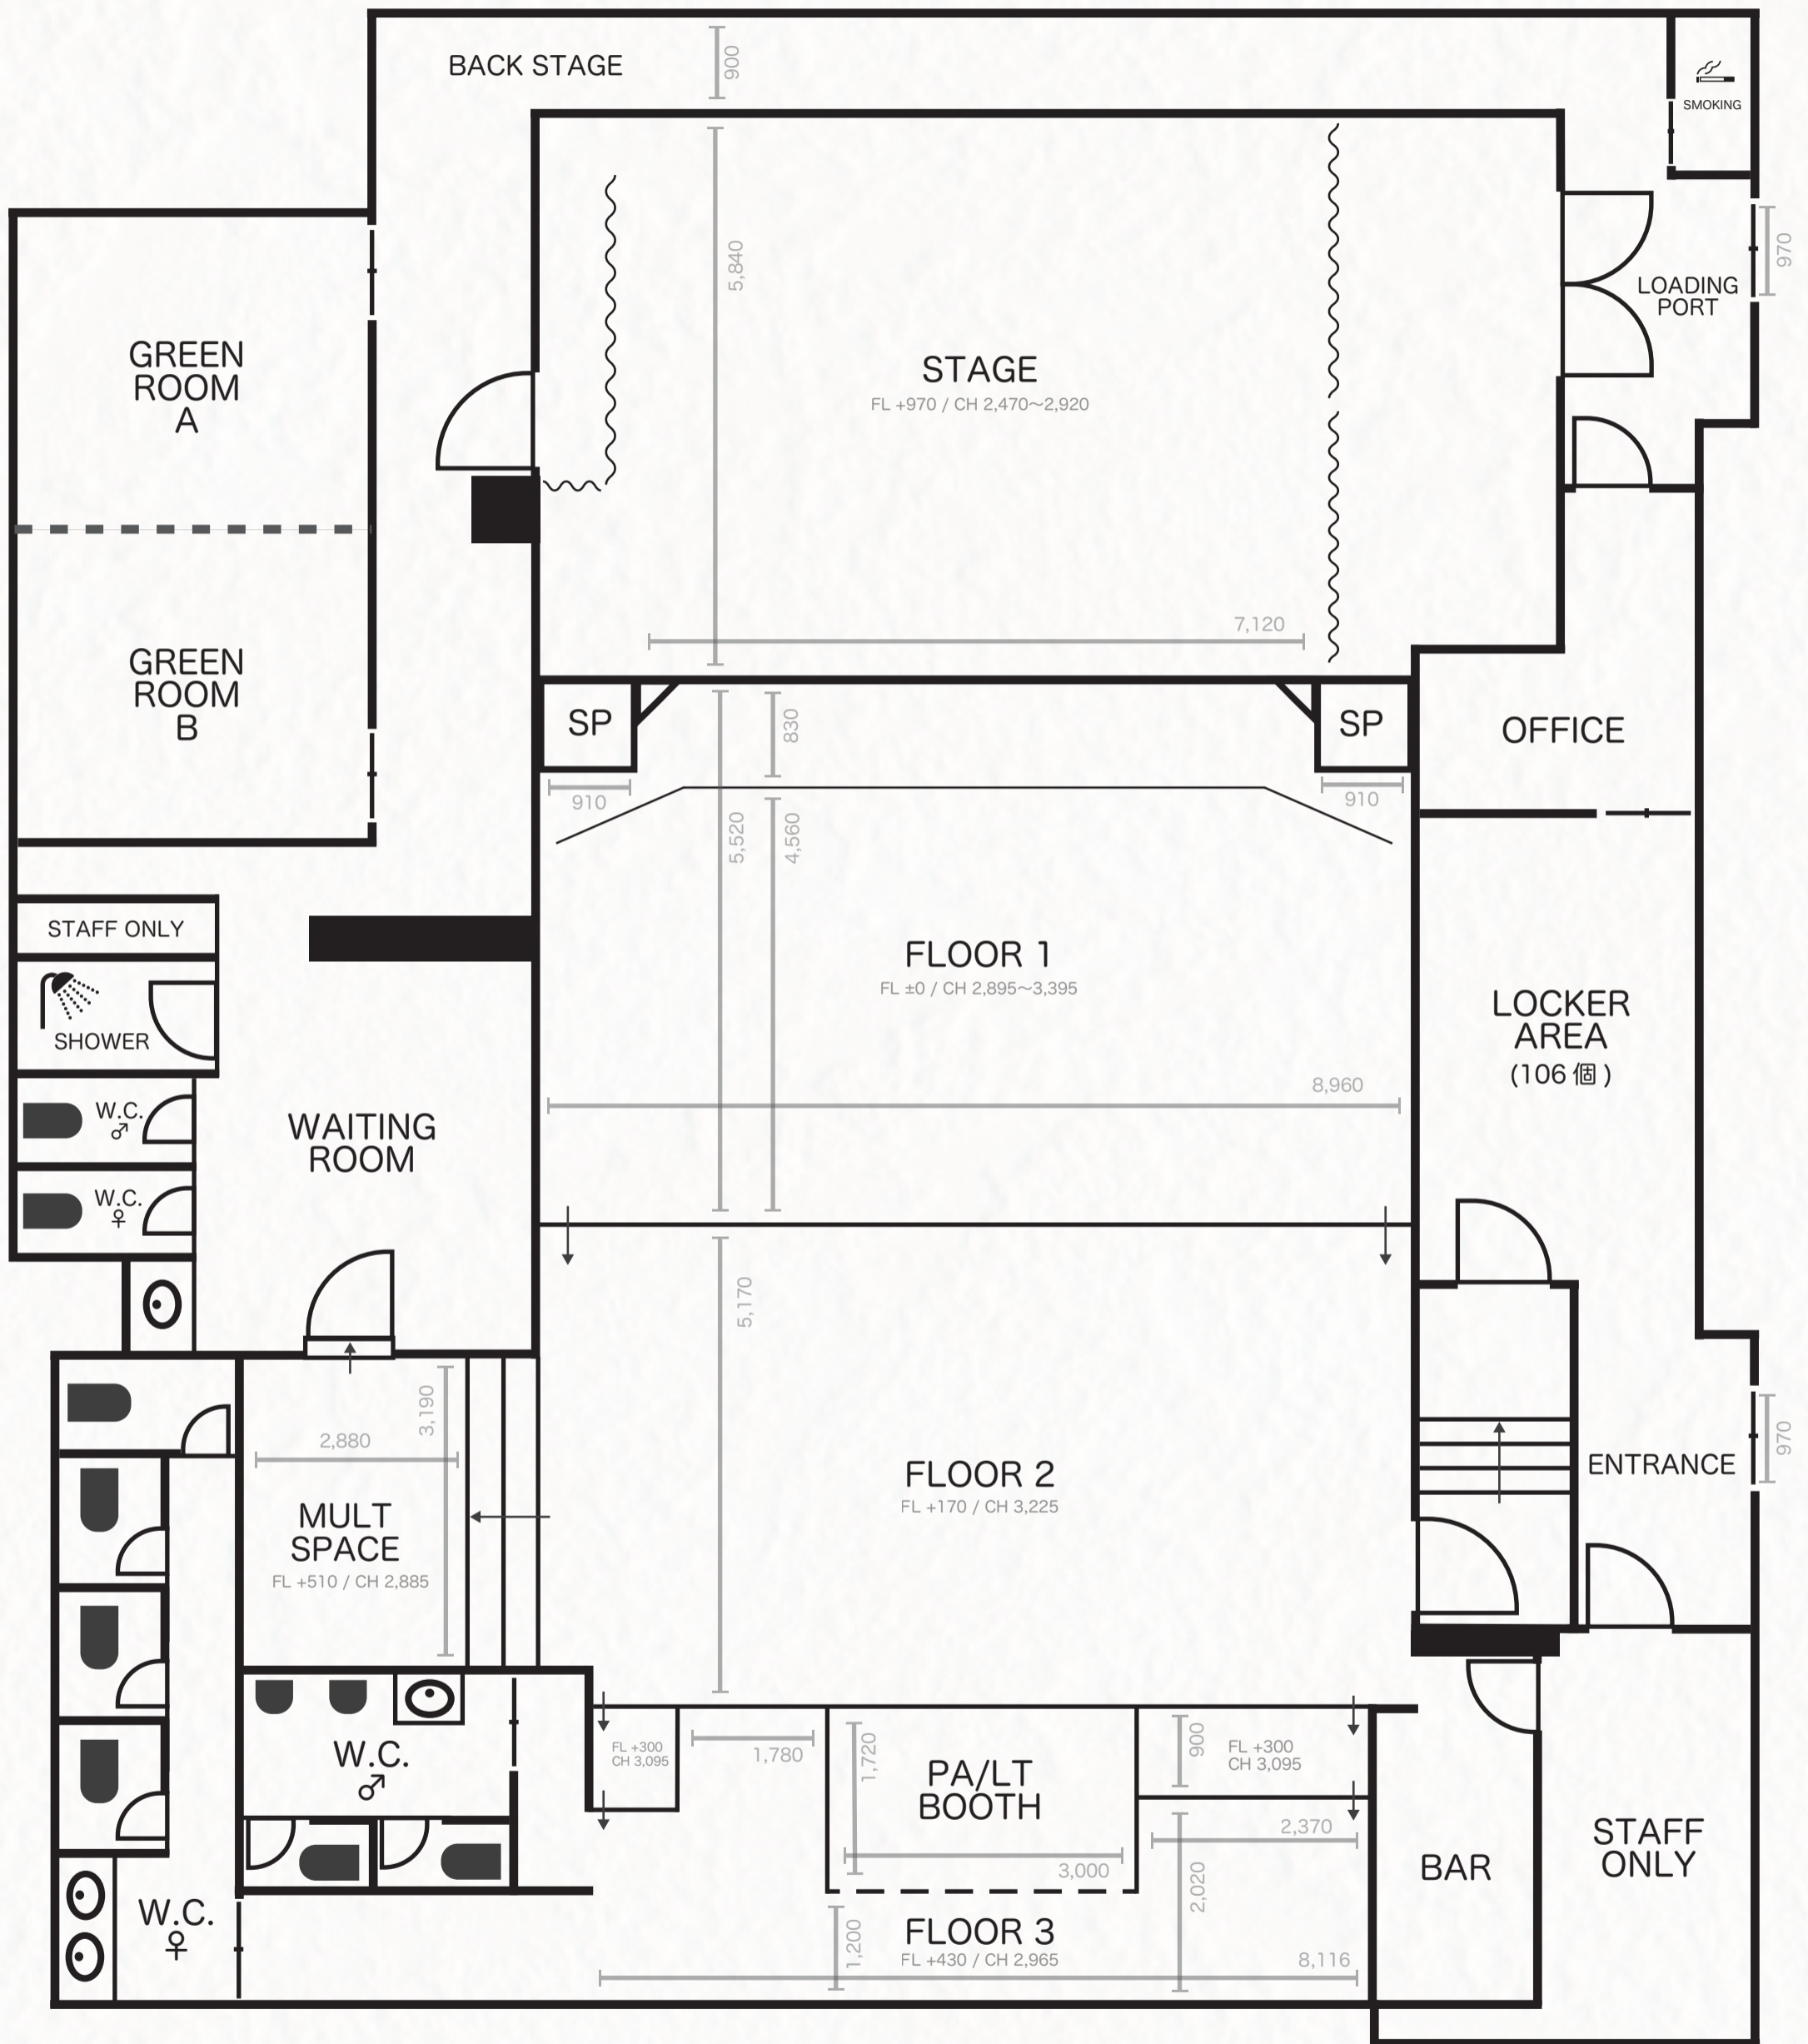 BACK STAGE
900
SMOKING
970
LOADING
PORT
5,840
GREEN
ROOM
A
STAGE
FL +970 / CH 2,470〜2,920
7,120
GREEN
ROOM
B
SP
SP
OFFICE
830
910
910
5,520
4,560
STAFF ONLY
FLOOR 1
FL ±0 / CH 2,895〜3,395
SHOWER
LOCKER
AREA
(106 個 )
8,960
W.C.
♂
WAITING
ROOM
W.C.
♀
5,170
3,190
2,880
970
ENTRANCE
FLOOR 2
FL +170 / CH 3,225
MULT
SPACE
FL +510 / CH 2,885
FL +300
CH 3,095
1,780
1,720
PA/LT
BOOTH
900
FL +300
CH 3,095
W.C.
♂
2,370
3,000
2,020
BAR
STAFF
ONLY
W.C.
♀
1,200
FLOOR 3
FL +430 / CH 2,965
8,116